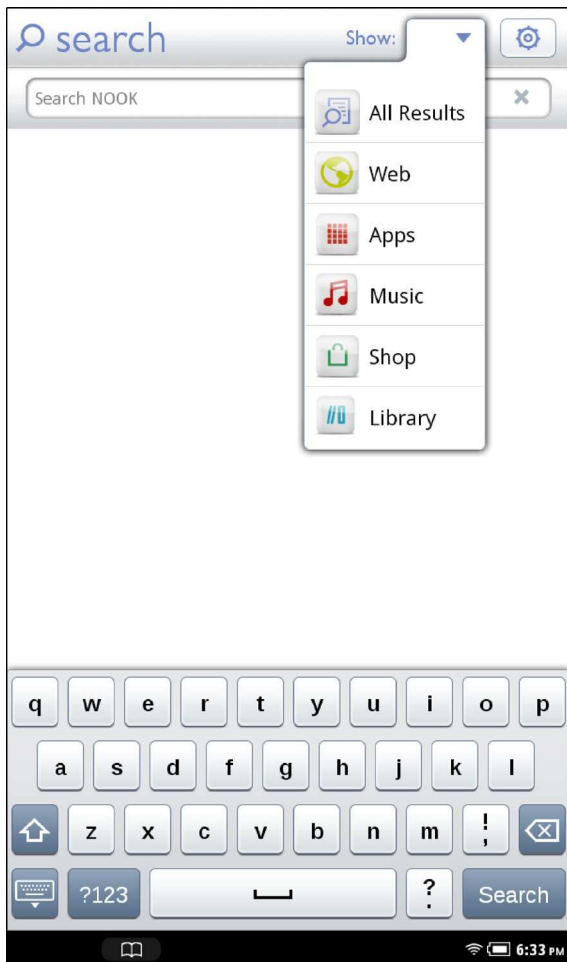 search
Show:
Search NOOK
All Results
Web
Apps
Music
Shop
Library
q w e r t y u i o p
a s d f g h j k l
z x c v b n m ! ,
?123 ? . Search
6:33 PM